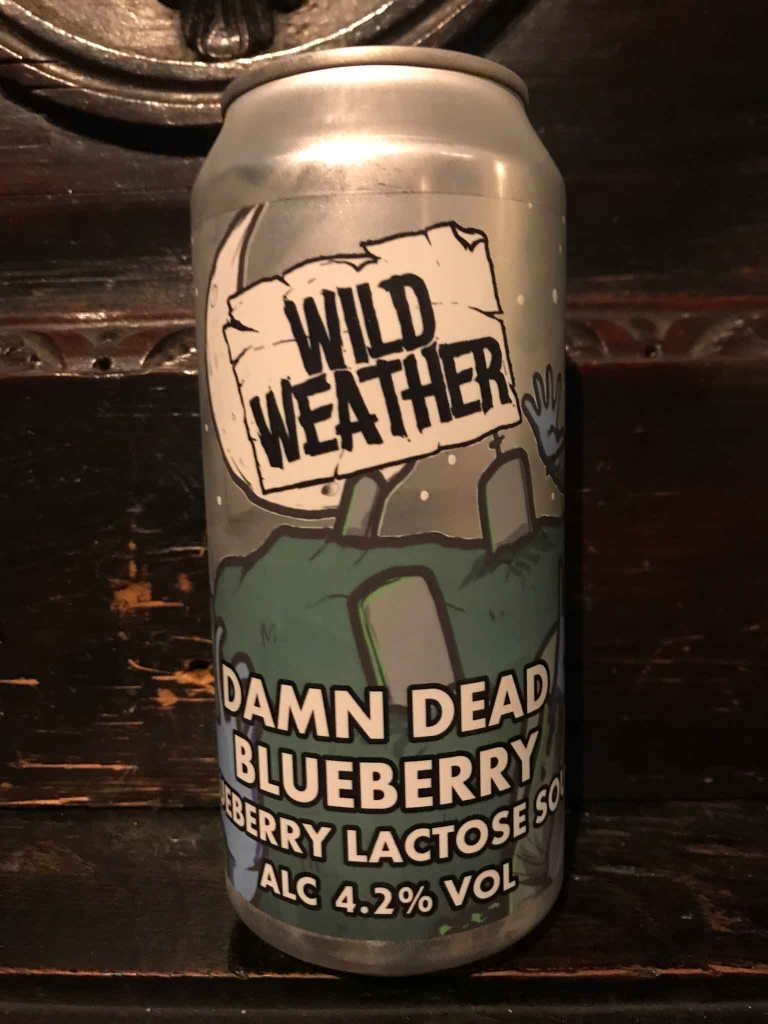 WILD
WEATHER
DAMN DEAD
BLUEBERRY
LACTOSE
ALC 4.2% VOL